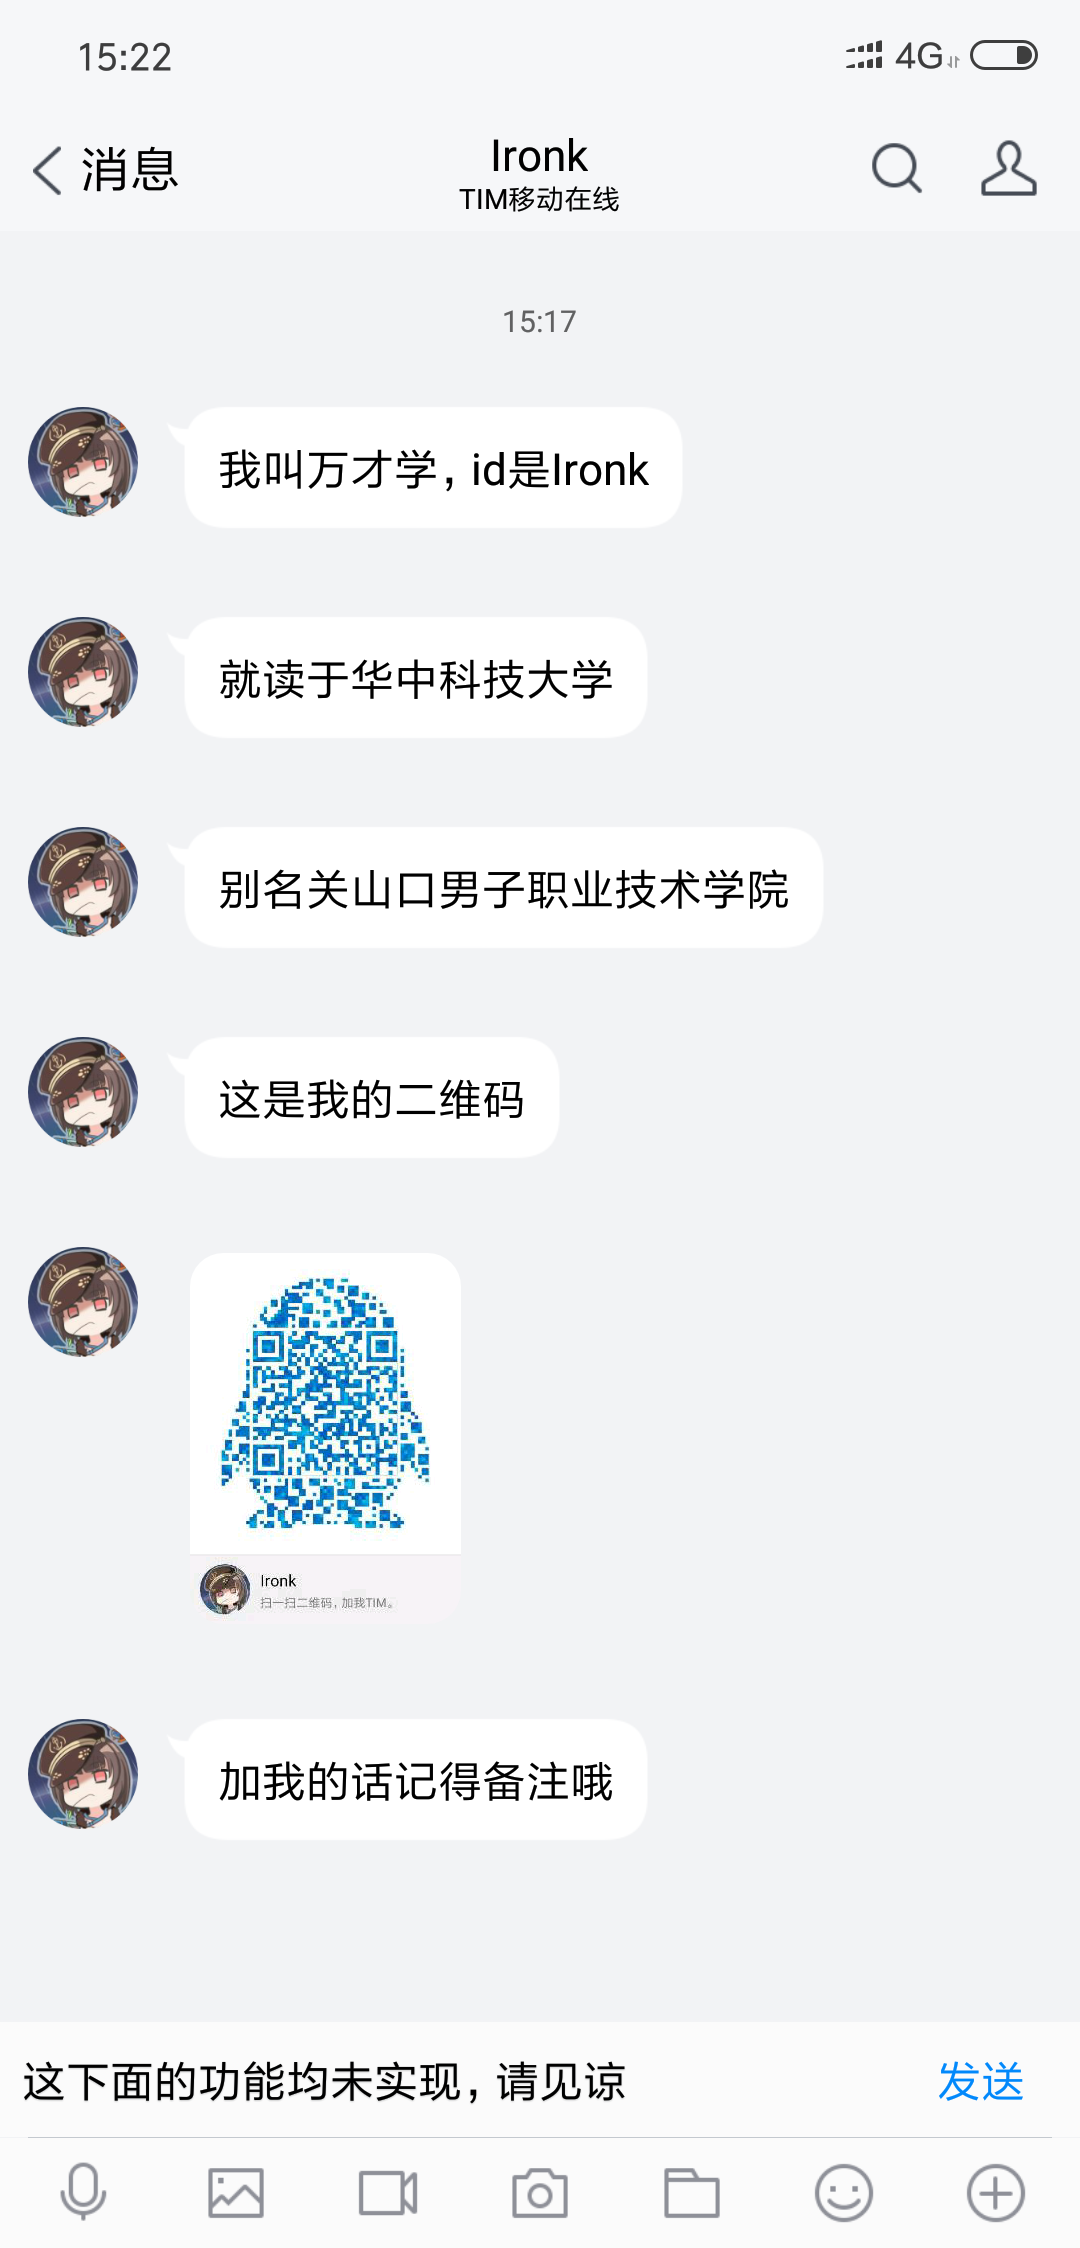 15:22
4G
消息
Ironk
TIM移动在线
15:17
我叫万才学，id是Ironk
就读于华中科技大学
别名关山口男子职业技术学院
这是我的二维码
Ironk
扫一扫二维码，加我TIM。
加我的话记得备注哦
这下面的功能均未实现，请见谅
发送